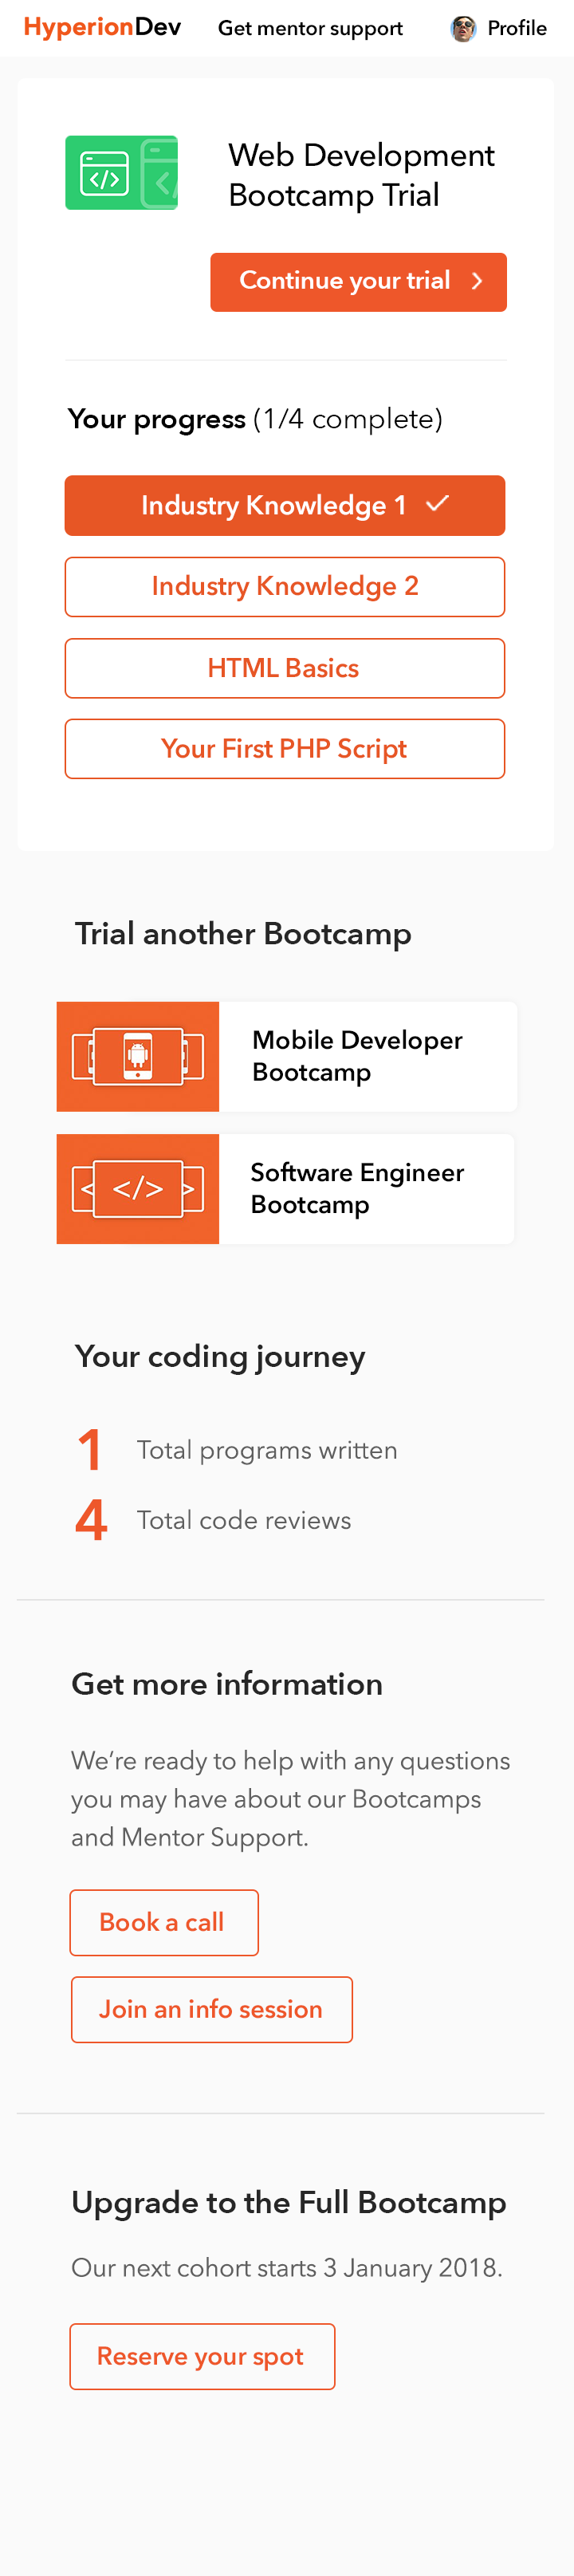 HyperionDev Get mentor support Profile
Web Development
Bootcamp Trial
Continue your trial
Your progress (1/4 complete)
Industry Knowledge 1
Industry Knowledge 2
HTML Basics
Your First PHP Script
Trial another Bootcamp
Mobile Developer
Bootcamp
Software Engineer
Bootcamp
Your coding journey
1 Total programs written
4 Total code reviews
Get more information
We’re ready to help with any questions
you may have about our Bootcamps
and Mentor Support.
Book a call
Join an info session
Upgrade to the Full Bootcamp
Our next cohort starts 3 January 2018.
Reserve your spot